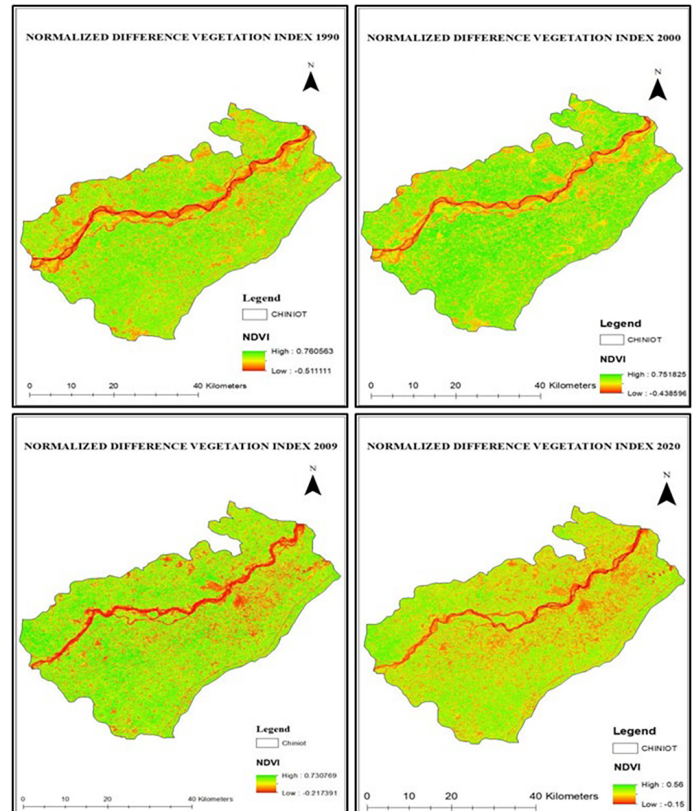 NORMALIZED DIFFERENCE VEGETATION INDEX 1990
N
Legend
CHINIOT
NDVI
High : 0.760563
Low : -0.511111
0 10 20 40 Kilometers
NORMALIZED DIFFERENCE VEGETATION INDEX 2000
N
Legend
CHINIOT
NDVI
High : 0.751825
Low : -0.438596
0 10 20 40 Kilometers
NORMALIZED DIFFERENCE VEGETATION INDEX 2009
N
Legend
Chiniot
NDVI
High : 0.730769
Low : -0.217391
0 10 20 40 Kilometers
NORMALIZED DIFFERENCE VEGETATION INDEX 2020
N
Legend
CHINIOT
NDVI
High : 0.56
Low : -0.15
0 10 20 40 Kilometers